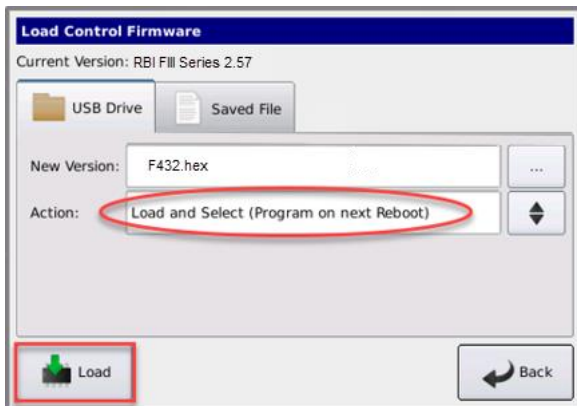 Load Control Firmware
Current Version: RBI FIII Series 2.57
USB Drive
Saved File
New Version: F432.hex ...
Action: Load and Select (Program on next Reboot)
Load
Back